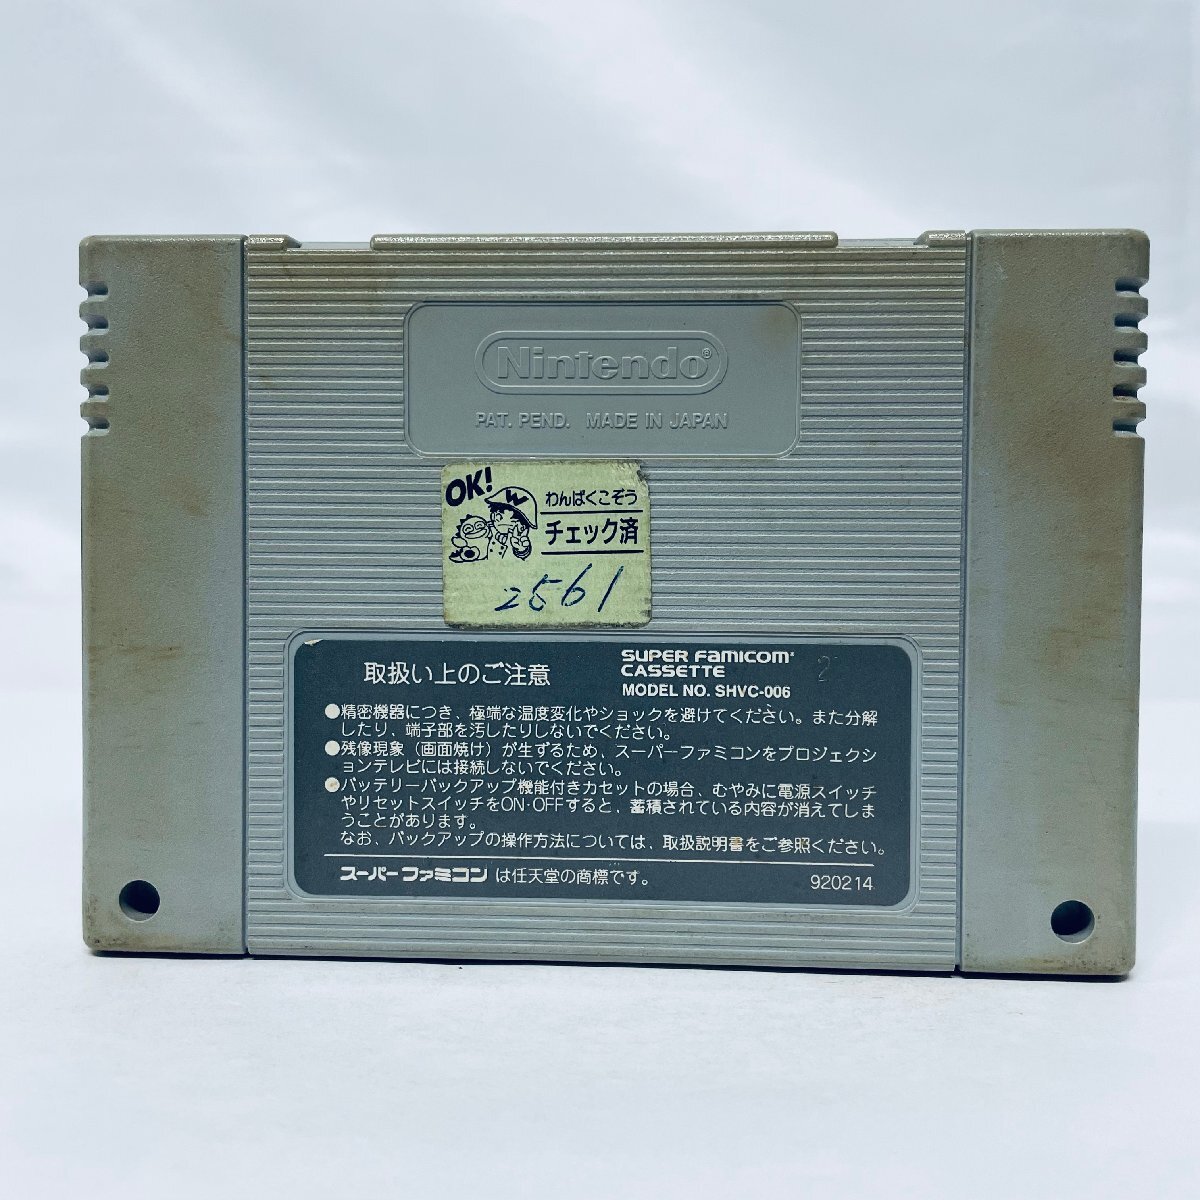 Nintendo®
PAT. PEND. MADE IN JAPAN
OK!
W
わんぱくこぞう
チェック済
2561
取扱い上のご注意
SUPER FAMICOM
CASSETTE
MODEL NO. SHVC-006
2
●精密機器につき、極端な温度変化やショックを避けてください。また分解
したり、端子部を汚したりしないでください。
●残像現象(画面焼け)が生ずるため、スーパーファミコンをプロジェクシ
ョンテレビには接続しないでください。
●バッテリーバックアップ機能付きカセットの場合、むやみに電源スイッチ
やリセットスイッチをON·OFFすると、蓄積されている内容が消えてしま
うことがあります。
なお、バックアップの操作方法については、取扱説明書をご参照ください。
スーパーファミコンは任天堂の商標です。
920214